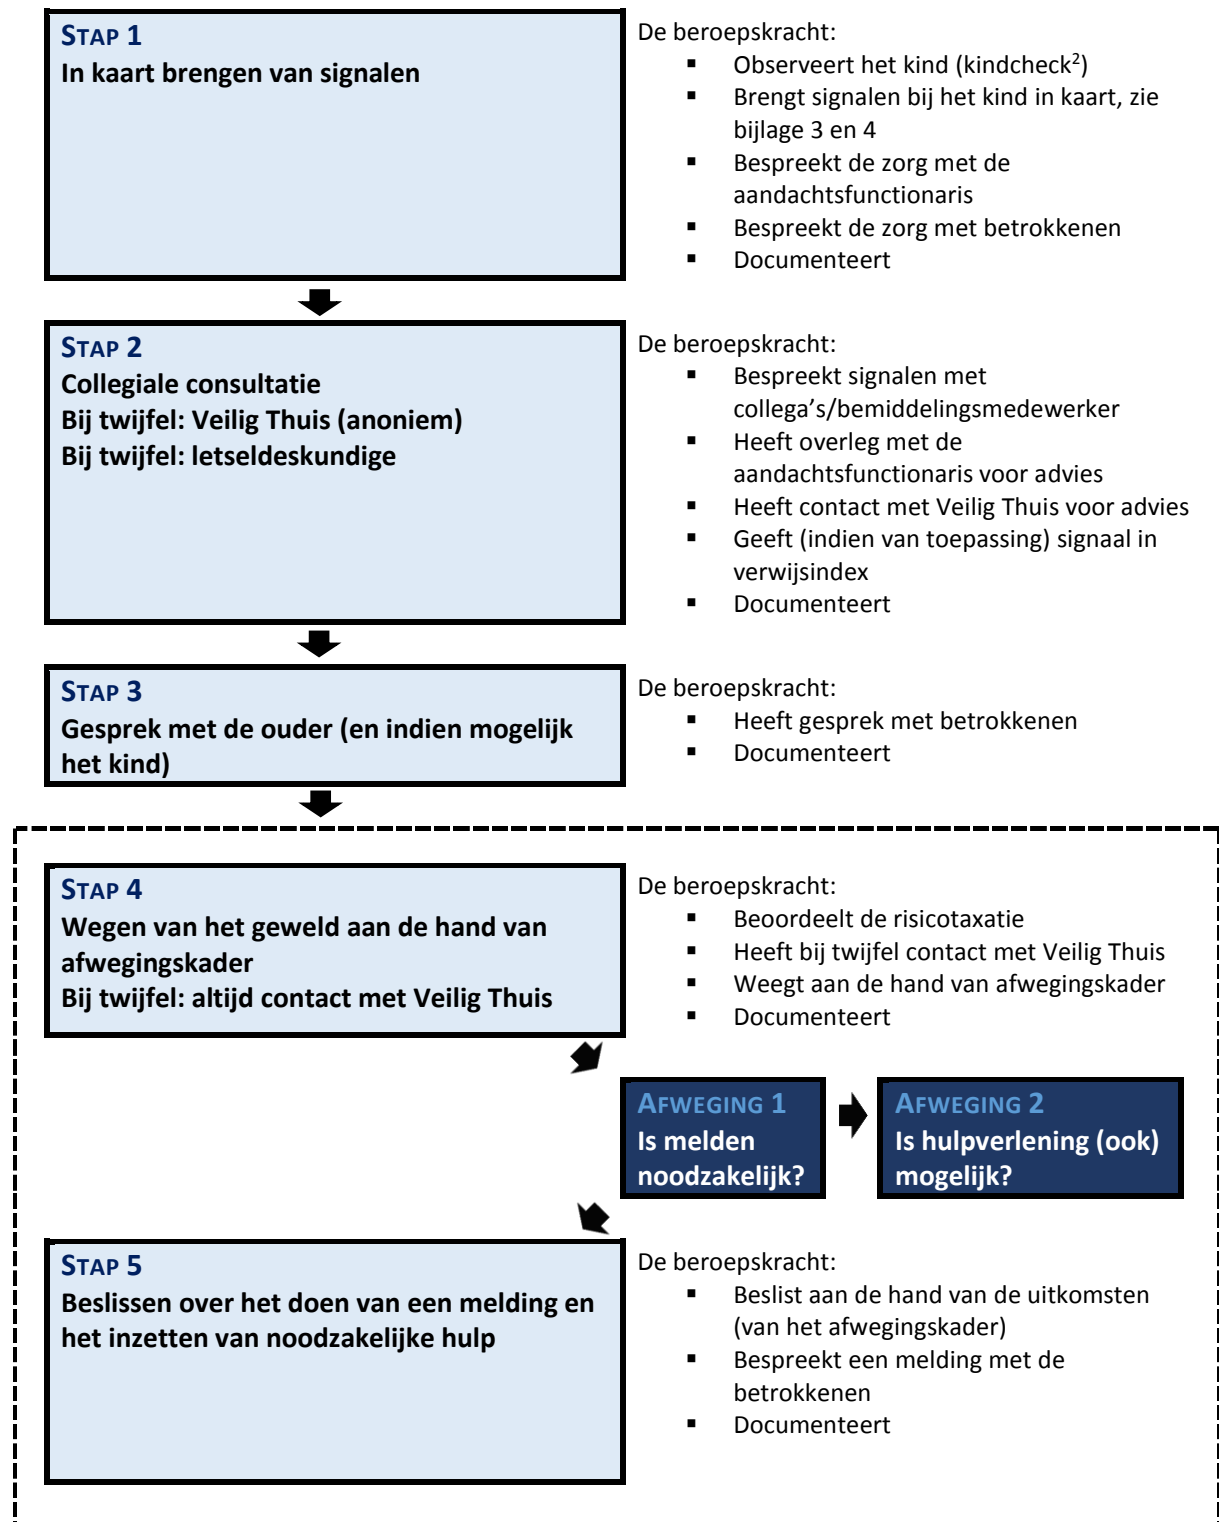 STAP 1
In kaart brengen van signalen
De beroepskracht:
▪ Observeert het kind (kindcheck²)
▪ Brengt signalen bij het kind in kaart, zie
bijlage 3 en 4
▪ Bespreekt de zorg met de
aandachtsfunctionaris
▪ Bespreekt de zorg met betrokkenen
▪ Documenteert
STAP 2
Collegiale consultatie
Bij twijfel: Veilig Thuis (anoniem)
Bij twijfel: letseldeskundige
De beroepskracht:
▪ Bespreekt signalen met
collega’s/bemiddelingsmedewerker
▪ Heeft overleg met de
aandachtsfunctionaris voor advies
▪ Heeft contact met Veilig Thuis voor advies
▪ Geeft (indien van toepassing) signaal in
verwijsindex
▪ Documenteert
STAP 3
Gesprek met de ouder (en indien mogelijk
het kind)
De beroepskracht:
▪ Heeft gesprek met betrokkenen
▪ Documenteert
STAP 4
Wegen van het geweld aan de hand van
afwegingskader
Bij twijfel: altijd contact met Veilig Thuis
De beroepskracht:
▪ Beoordeelt de risicotaxatie
▪ Heeft bij twijfel contact met Veilig Thuis
▪ Weegt aan de hand van afwegingskader
▪ Documenteert
AFWEGING 1
Is melden
noodzakelijk?
AFWEGING 2
Is hulpverlening (ook)
mogelijk?
STAP 5
Beslissen over het doen van een melding en
het inzetten van noodzakelijke hulp
De beroepskracht:
▪ Beslist aan de hand van de uitkomsten
(van het afwegingskader)
▪ Bespreekt een melding met de
betrokkenen
▪ Documenteert